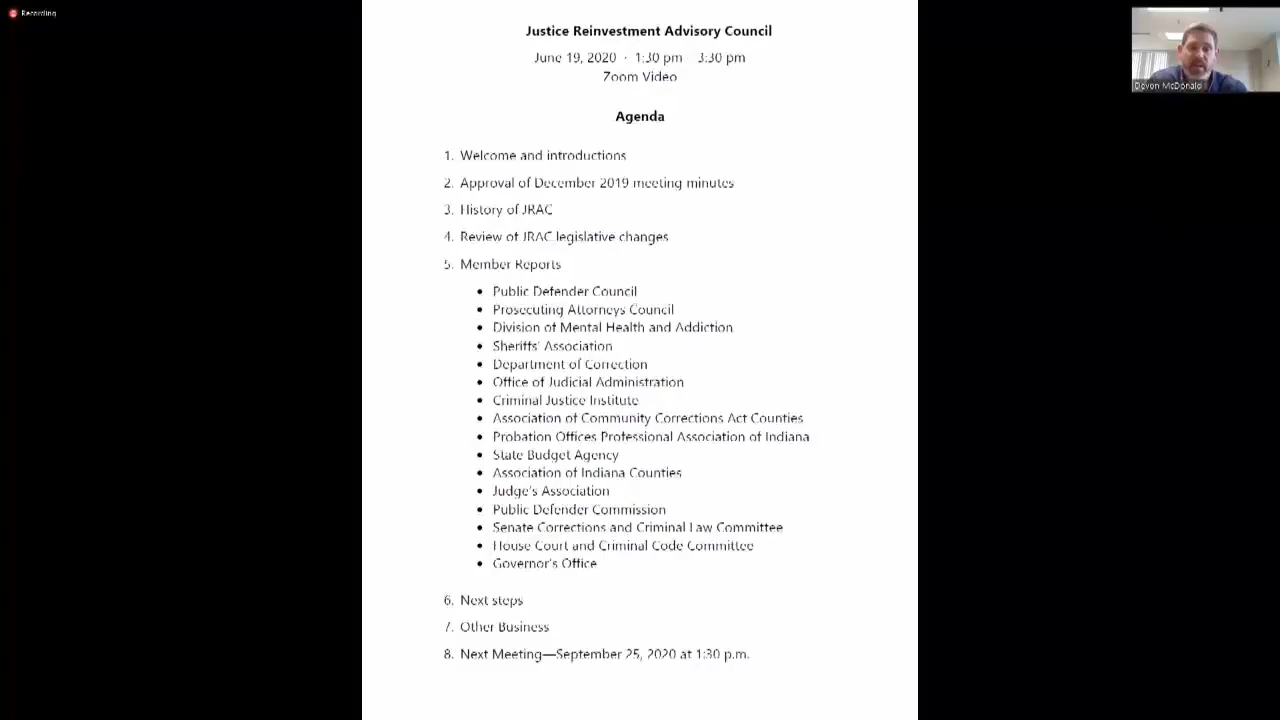 Recording
Justice Reinvestment Advisory Council
June 19, 2020 · 1:30 pm 3:30 pm
Zoom Video
Devon McDonald
Agenda
1. Welcome and introductions
2. Approval of December 2019 meeting minutes
3. History of JRAC
4. Review of JRAC legislative changes
5. Member Reports
• Public Defender Council
• Prosecuting Attorneys Council
• Division of Mental Health and Addiction
• Sheriffs' Association
• Department of Correction
• Office of Judicial Administration
• Criminal Justice Institute
• Association of Community Corrections Act Counties
• Probation Offices Professional Association of Indiana
• State Budget Agency
• Association of Indiana Counties
• Judge's Association
• Public Defender Commission
• Senate Corrections and Criminal Law Committee
• House Court and Criminal Code Committee
• Governor's Office
6. Next steps
7. Other Business
8. Next Meeting—September 25, 2020 at 1:30 p.m.